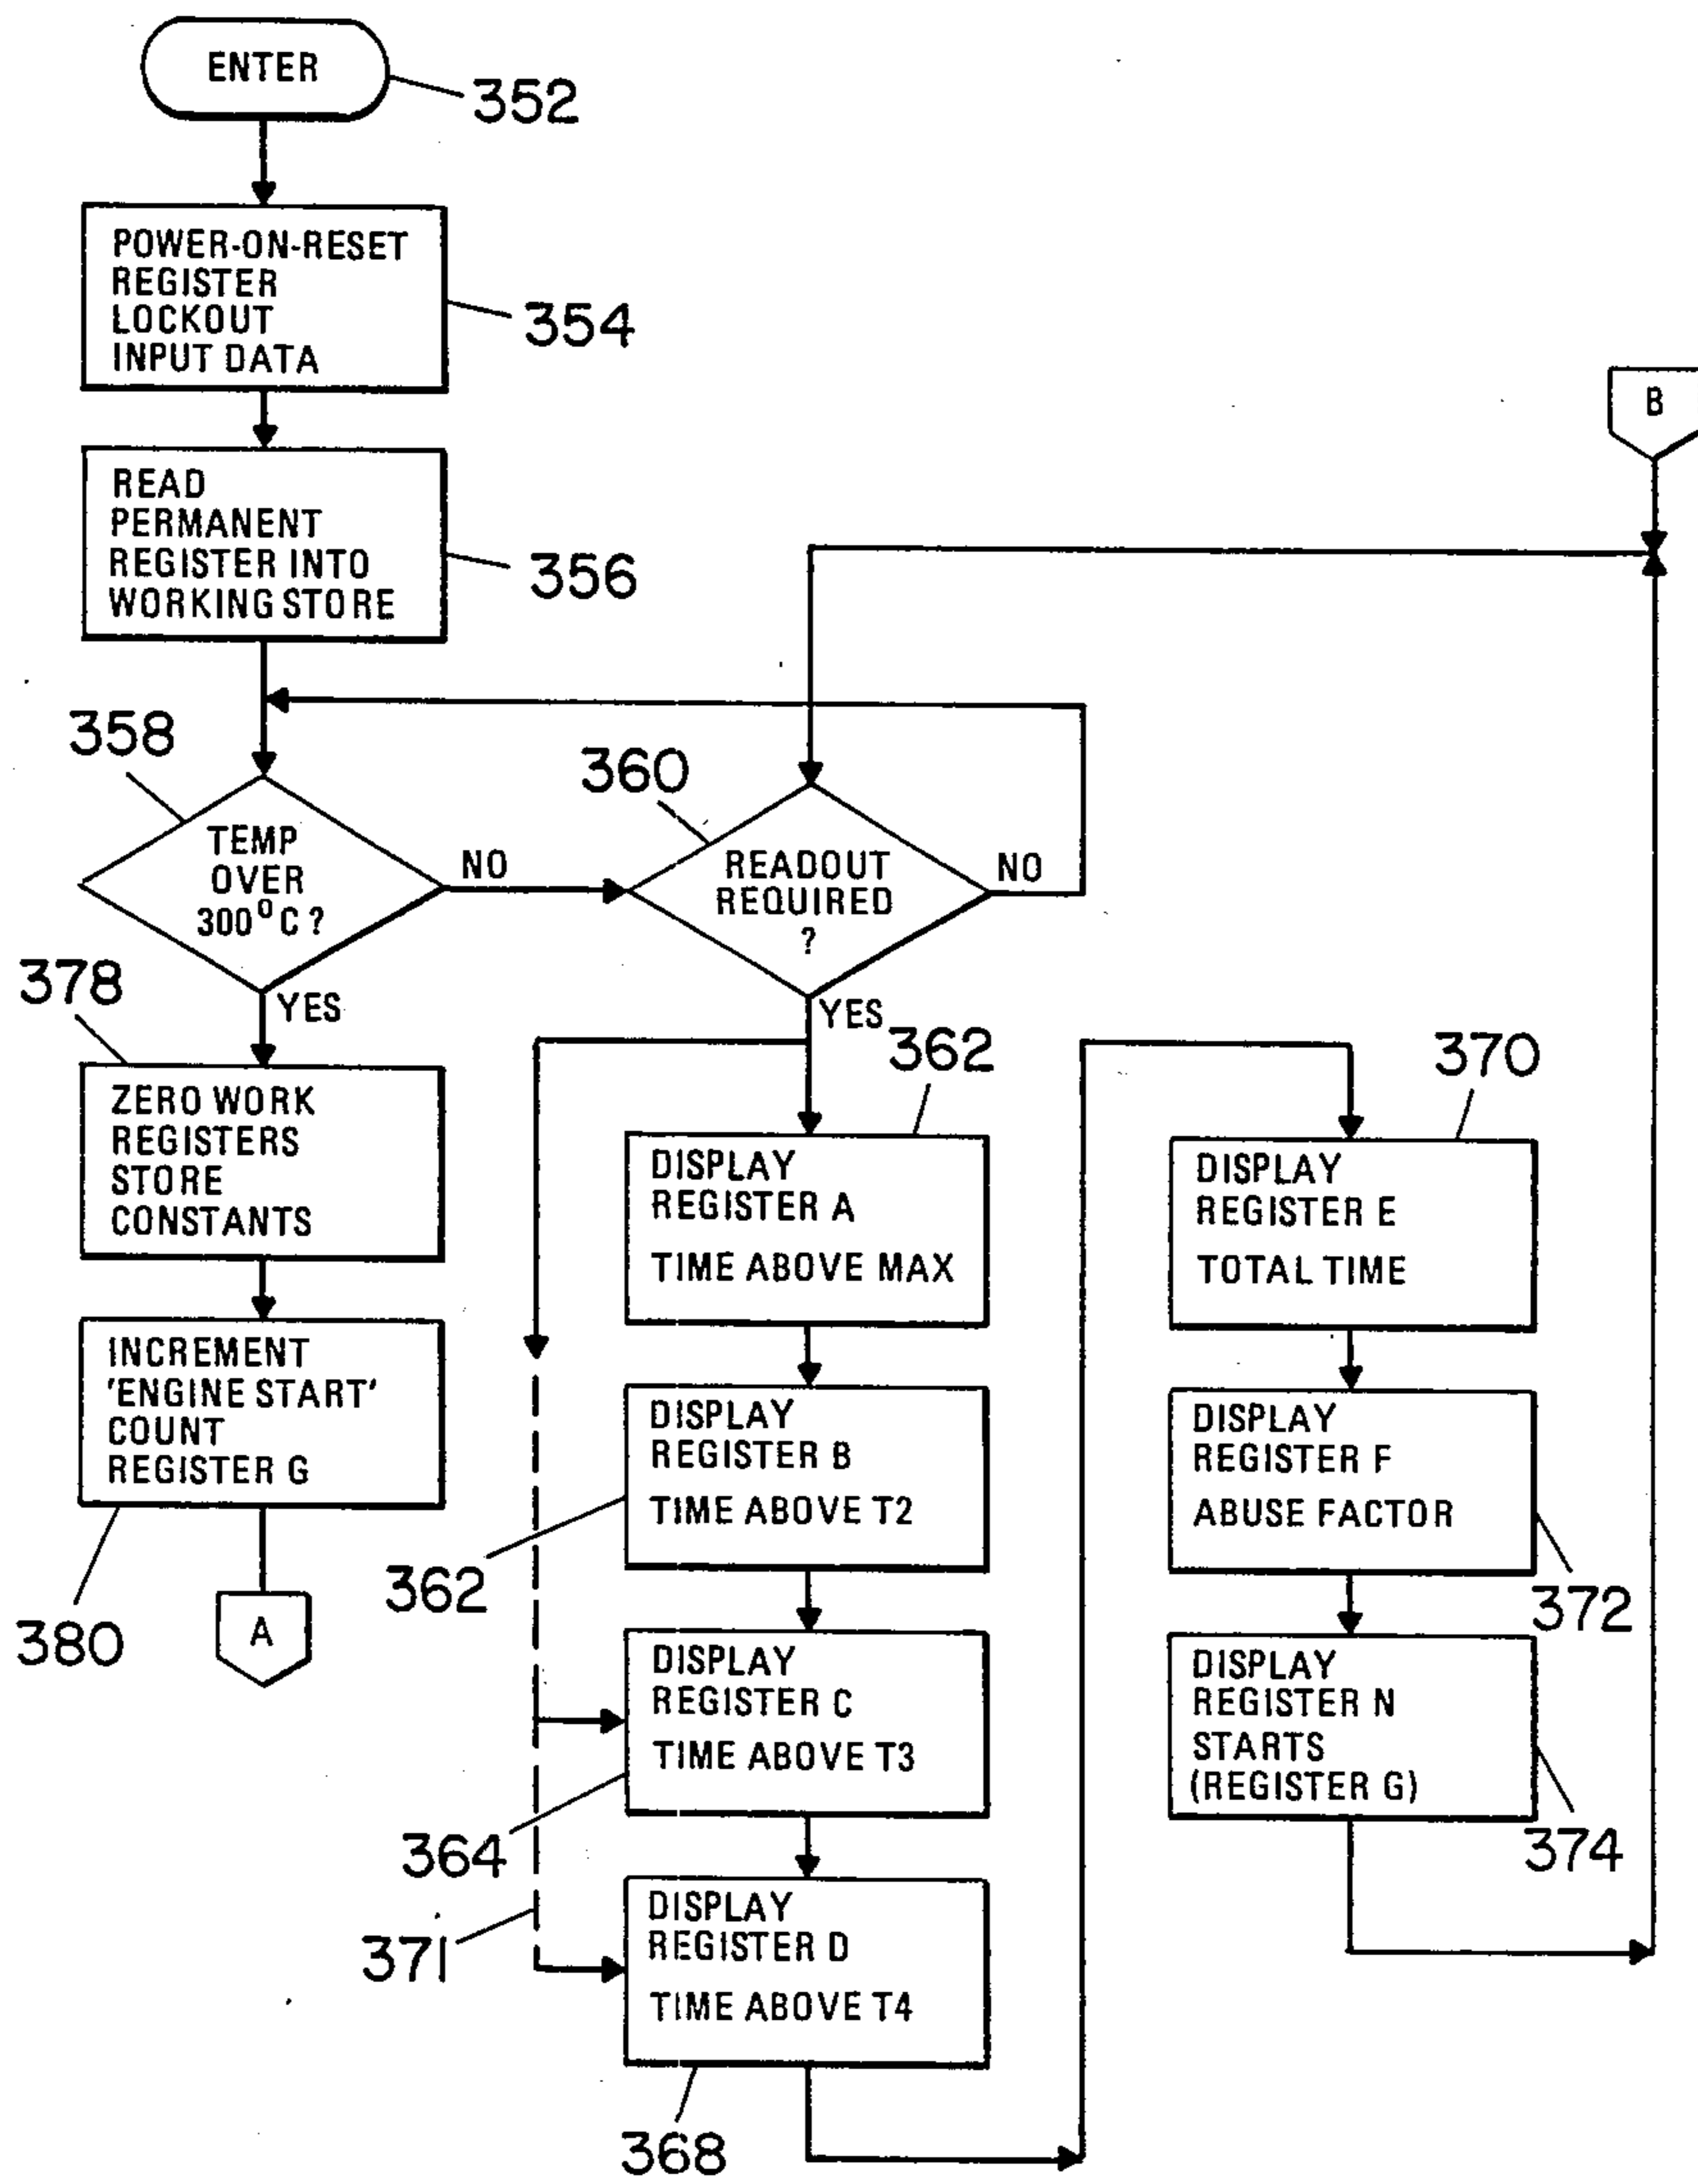 ENTER
352
POWER-ON-RESET
REGISTER
LOCKOUT
INPUT DATA
354
READ
PERMANENT
REGISTER INTO
WORKING STORE
356
B
358
TEMP
OVER
300°C?
NO
YES
360
READOUT
REQUIRED
?
NO
YES
378
ZERO WORK
REGISTERS
STORE
CONSTANTS
INCREMENT
'ENGINE START'
COUNT
REGISTER G
380
A
362
DISPLAY
REGISTER A
TIME ABOVE MAX
DISPLAY
REGISTER B
TIME ABOVE T2
362
DISPLAY
REGISTER C
TIME ABOVE T3
364
371
DISPLAY
REGISTER D
TIME ABOVE T4
368
370
DISPLAY
REGISTER E
TOTAL TIME
DISPLAY
REGISTER F
ABUSE FACTOR
372
DISPLAY
REGISTER N
STARTS
(REGISTER G)
374